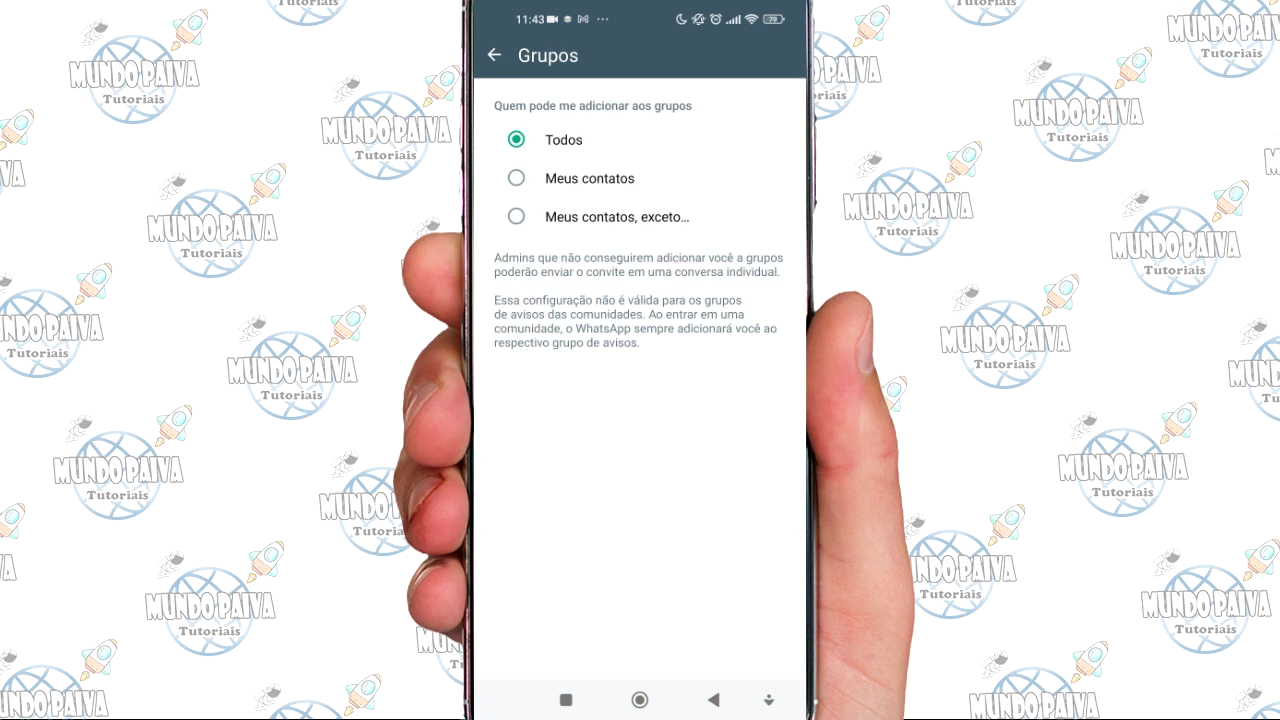 11:43
79
Grupos
Quem pode me adicionar aos grupos
Todos
Meus contatos
Meus contatos, exceto...
Admins que não conseguirem adicionar você a grupos
poderão enviar o convite em uma conversa individual.
Essa configuração não é válida para os grupos
de avisos das comunidades. Ao entrar em uma
comunidade, o WhatsApp sempre adicionará você ao
respectivo grupo de avisos.
MUNDO PAIVA
Tutoriais